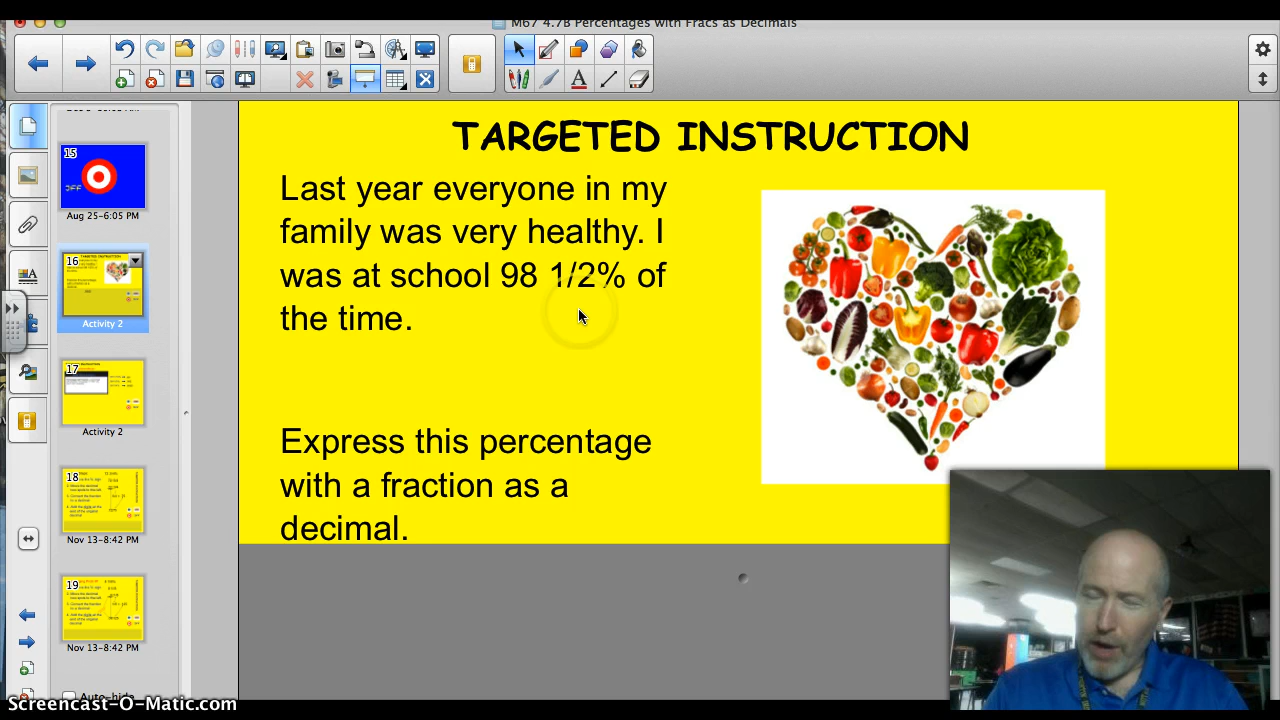 M67 4.7B Percentages with Fracs as Decimals
TARGETED INSTRUCTION
Last year everyone in my
family was very healthy. I
was at school 98 1/2% of
the time.
Express this percentage
with a fraction as a
decimal.
15
OFF
Aug 25-6:05 PM
16
Activity 2
17
Activity 2
18
Nov 13-8:42 PM
19
Nov 13-8:42 PM
Auto-hide
Screencast-O-Matic.com